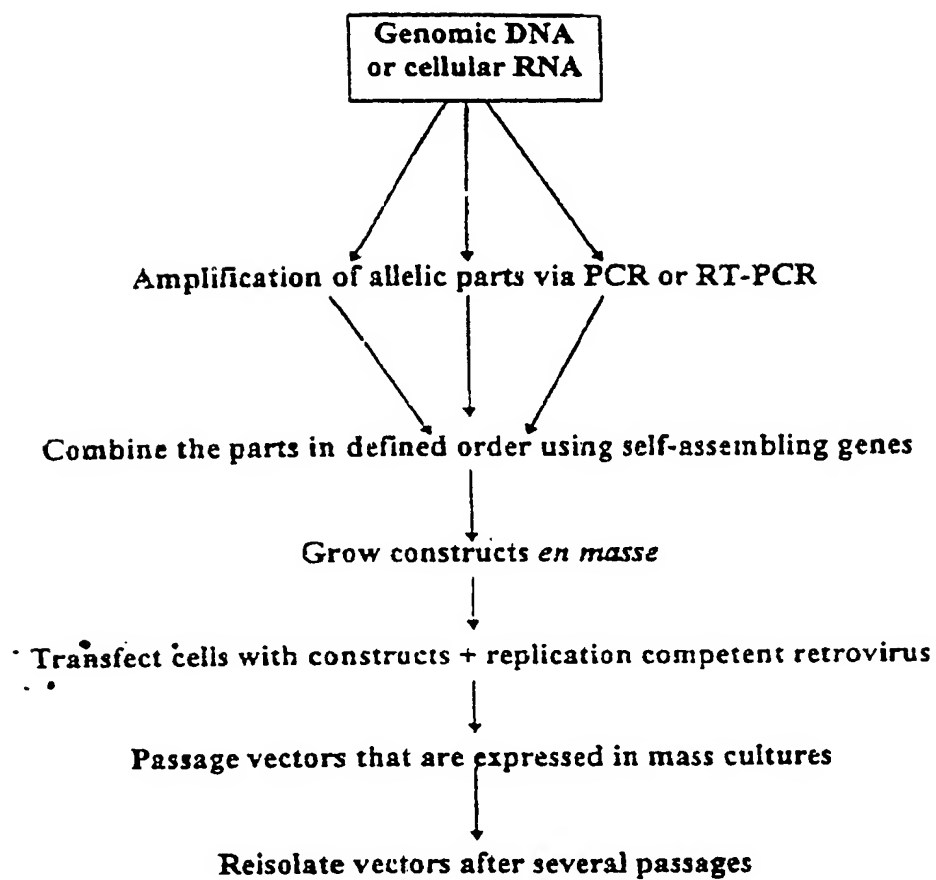 Genomic DNA
or cellular RNA
Amplification of allelic parts via PCR or RT-PCR
Combine the parts in defined order using self-assembling genes
Grow constructs en masse
Transfect cells with constructs + replication competent retrovirus
Passage vectors that are expressed in mass cultures
Reisolate vectors after several passages